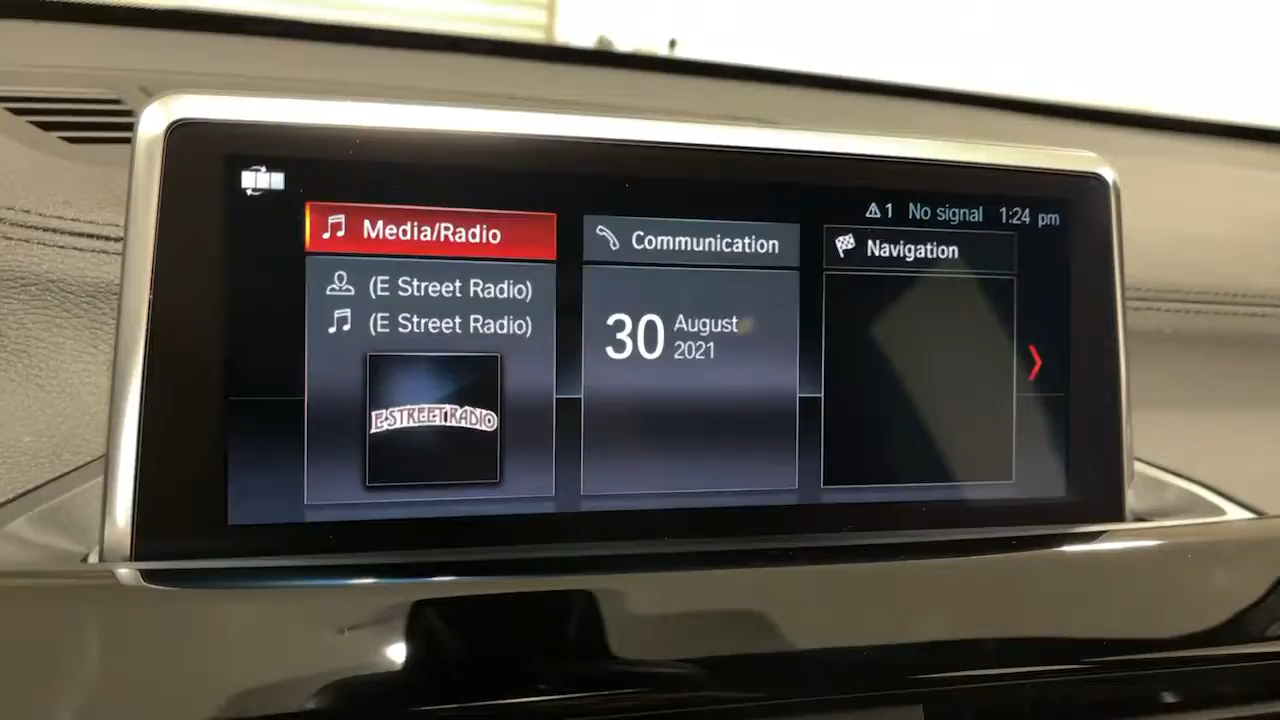 1 No signal 1:24 pm
Media/Radio
(E Street Radio)
(E Street Radio)
E STREET RADIO
Communication
30 August
2021
Navigation